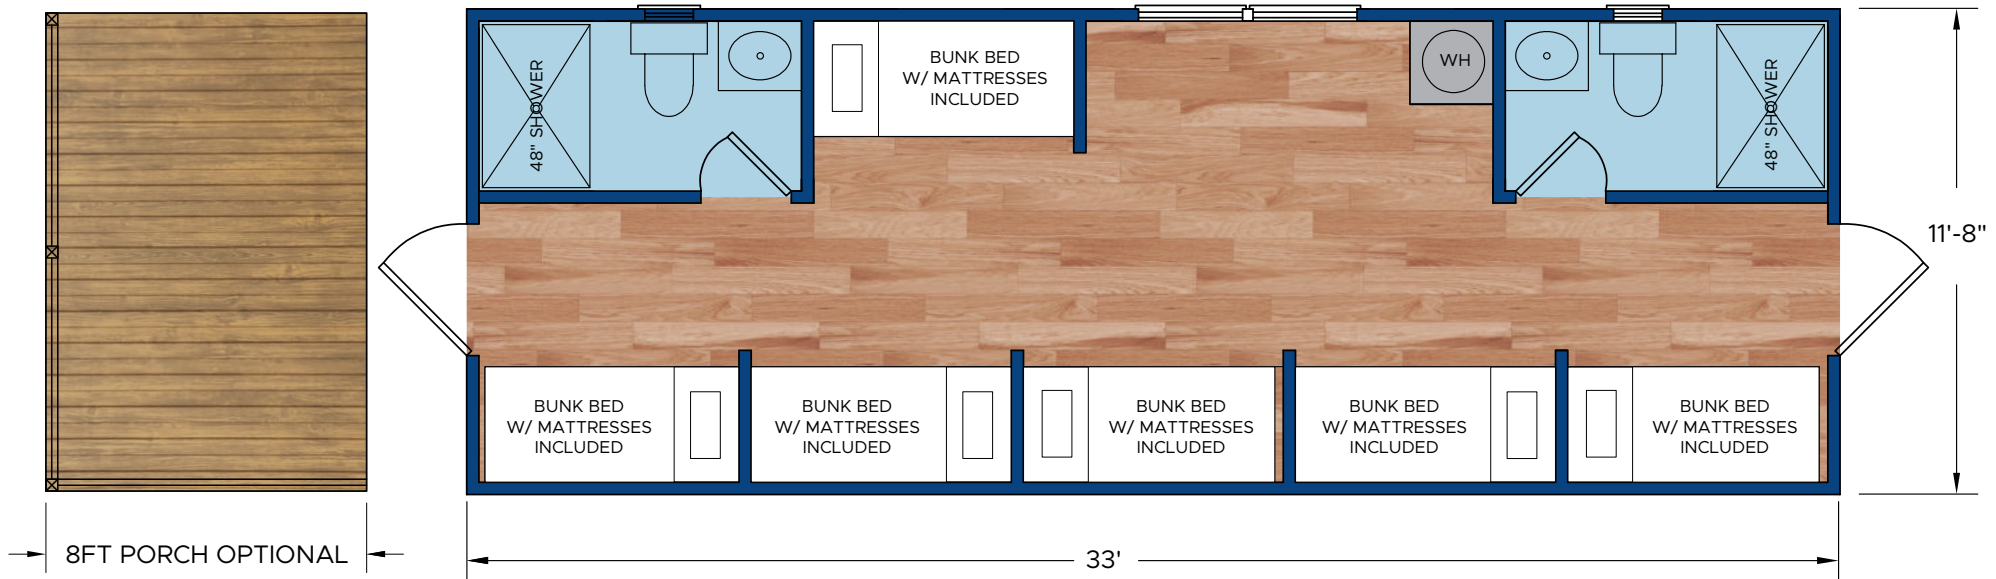 BUNK BED
W/ MATTRESSES
INCLUDED
WH
48" SHOWER
48" SHOWER
11'-8"
BUNK BED
W/ MATTRESSES
INCLUDED
BUNK BED
W/ MATTRESSES
INCLUDED
BUNK BED
W/ MATTRESSES
INCLUDED
BUNK BED
W/ MATTRESSES
INCLUDED
BUNK BED
W/ MATTRESSES
INCLUDED
8FT PORCH OPTIONAL
33'